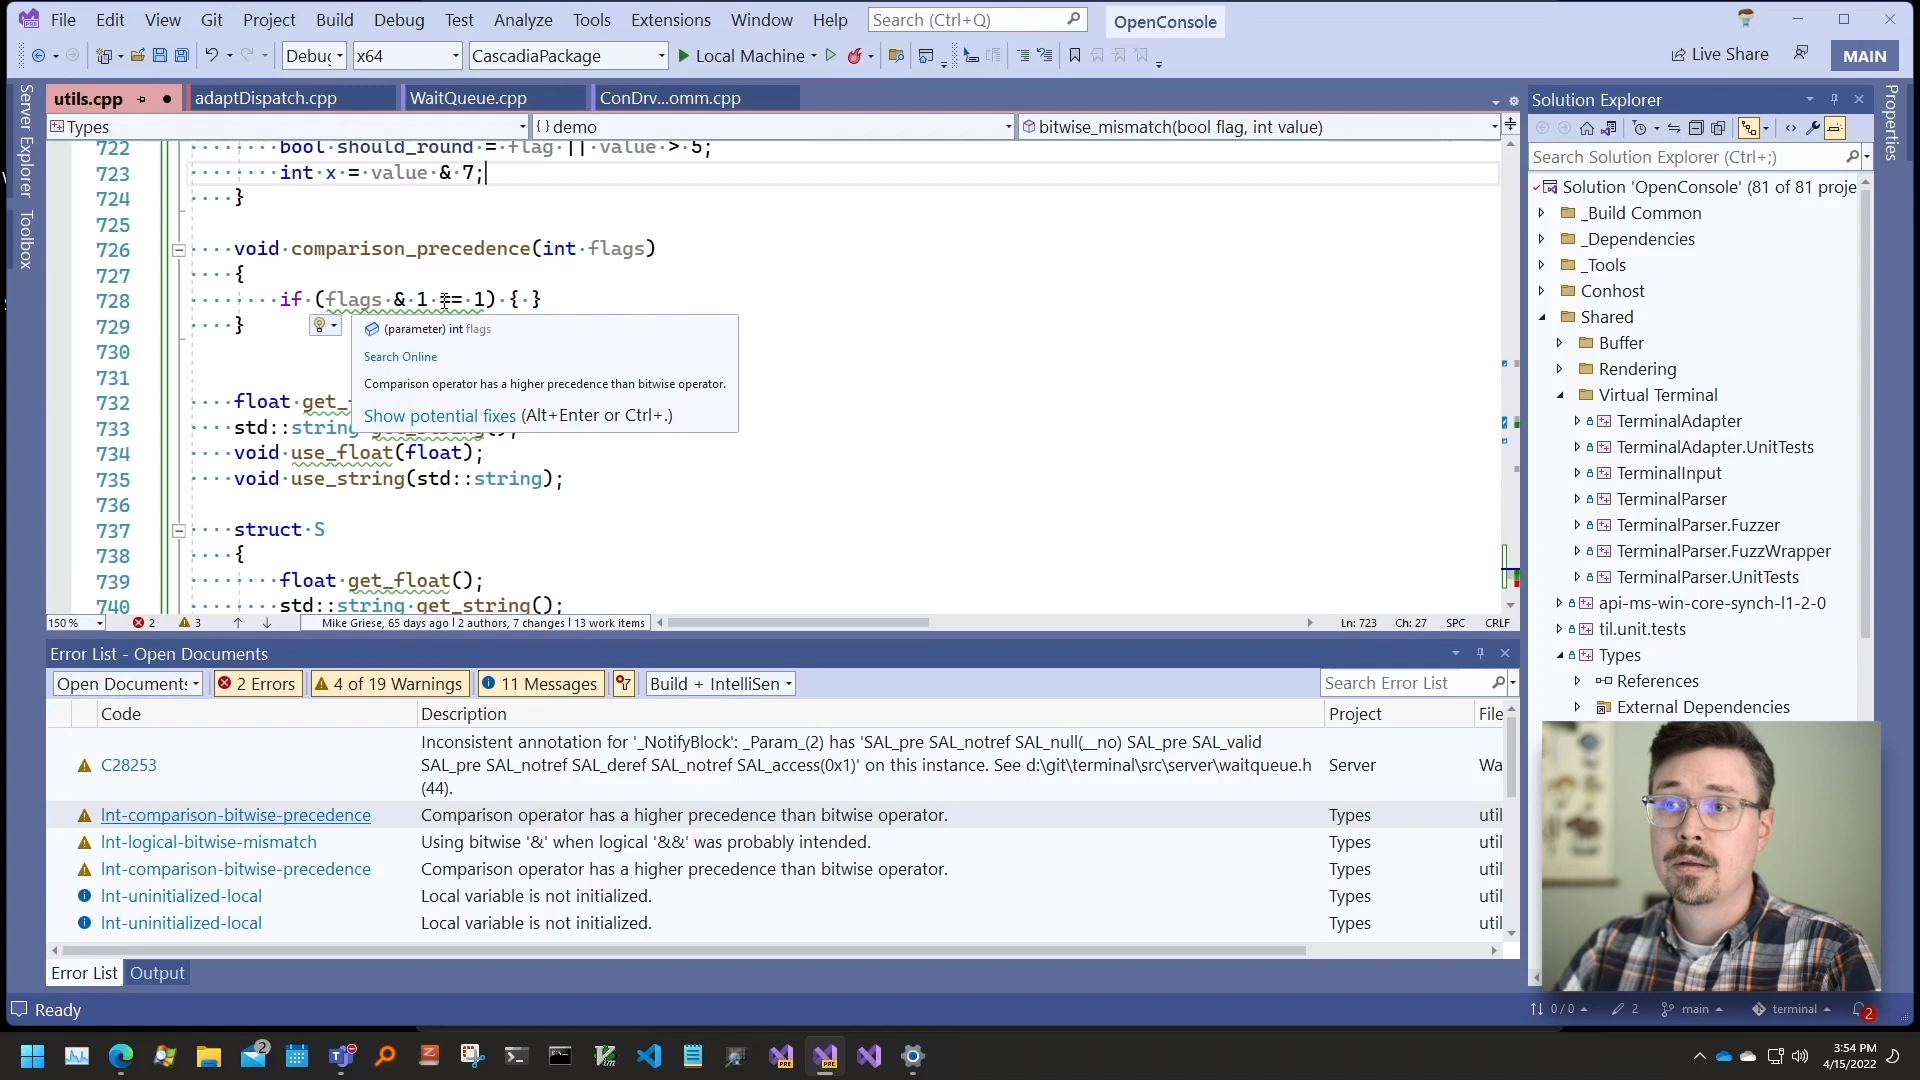 File Edit View Git Project Build Debug Test Analyze Tools Extensions Window Help Search (Ctrl+Q) OpenConsole
Debug x64 CascadiaPackage Local Machine Live Share MAIN
Server Explorer
Toolbox
utils.cpp adaptDispatch.cpp WaitQueue.cpp ConDrv...omm.cpp
Types {} demo bitwise_mismatch(bool flag, int value)
722 bool should_round = flag || value > 5;
723 int x = value & 7;
724 }
725
726 void comparison_precedence(int flags)
727 {
728 if (flags & 1 == 1) { }
729 }
730
731
732 float get_
733 std::string get_string();
734 void use_float(float);
735 void use_string(std::string);
736
737 struct S
738 {
739 float get_float();
740 std::string get_string();
(parameter) int flags
Search Online
Comparison operator has a higher precedence than bitwise operator.
Show potential fixes (Alt+Enter or Ctrl+.)
150 % 2 3 Mike Griese, 65 days ago | 2 authors, 7 changes | 13 work items Ln: 723 Ch: 27 SPC CRLF
Error List - Open Documents
Open Documents 2 Errors 4 of 19 Warnings 11 Messages Build + IntelliSen Search Error List
Code Description Project File
C28253 Inconsistent annotation for '_NotifyBlock': _Param_(2) has 'SAL_pre SAL_notref SAL_null(__no) SAL_pre SAL_valid
SAL_pre SAL_notref SAL_deref SAL_notref SAL_access(0x1)' on this instance. See d:\git\terminal\src\server\waitqueue.h Server Wa
(44).
lnt-comparison-bitwise-precedence Comparison operator has a higher precedence than bitwise operator. Types util
lnt-logical-bitwise-mismatch Using bitwise '&' when logical '&&' was probably intended. Types util
lnt-comparison-bitwise-precedence Comparison operator has a higher precedence than bitwise operator. Types util
lnt-uninitialized-local Local variable is not initialized. Types util
lnt-uninitialized-local Local variable is not initialized. Types util
Error List Output
Solution Explorer
Properties
Search Solution Explorer (Ctrl+;)
Solution 'OpenConsole' (81 of 81 proje
_Build Common
_Dependencies
_Tools
Conhost
Shared
Buffer
Rendering
Virtual Terminal
TerminalAdapter
TerminalAdapter.UnitTests
TerminalInput
TerminalParser
TerminalParser.Fuzzer
TerminalParser.FuzzWrapper
TerminalParser.UnitTests
api-ms-win-core-synch-l1-2-0
til.unit.tests
Types
References
External Dependencies
Ready 0 / 0 2 main terminal 2
2
PRE PRE
3:54 PM
4/15/2022